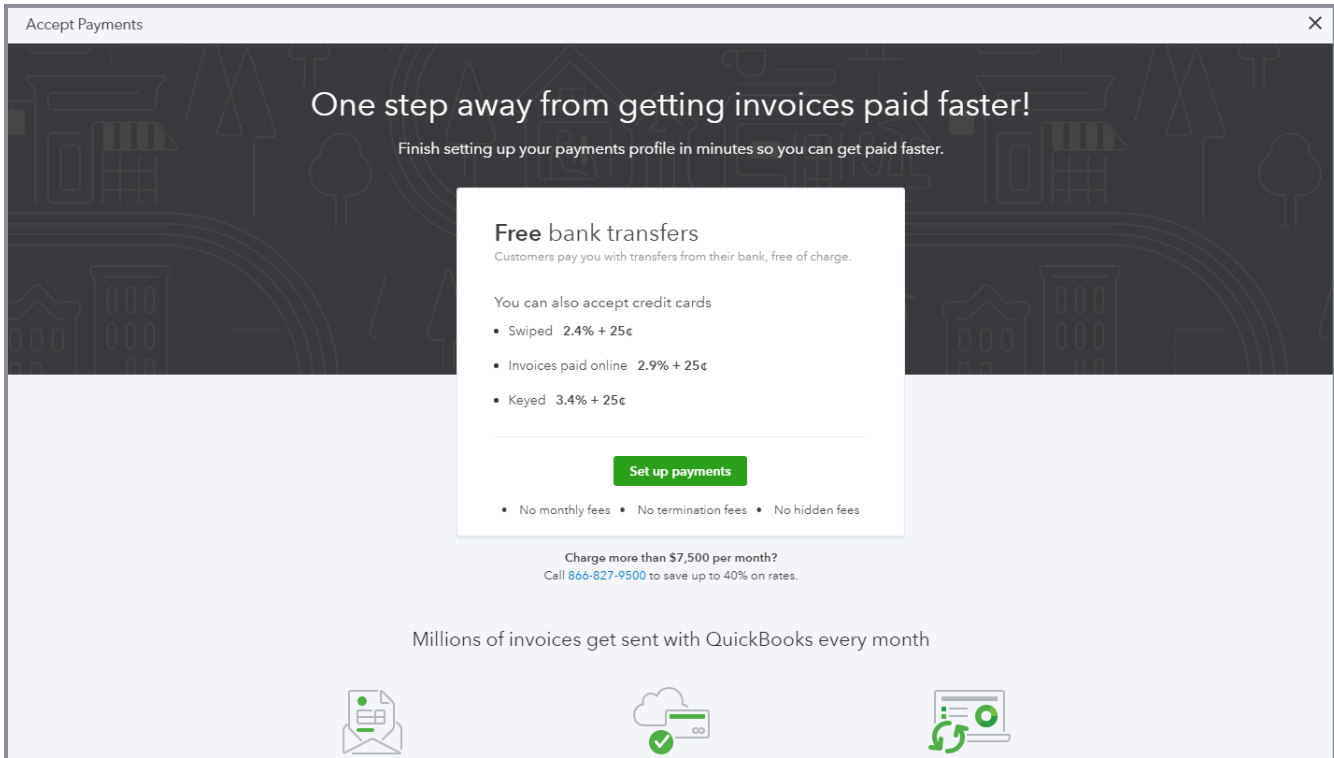 Accept Payments
One step away from getting invoices paid faster!
Finish setting up your payments profile in minutes so you can get paid faster.
Free bank transfers
Customers pay you with transfers from their bank, free of charge.
You can also accept credit cards
• Swiped 2.4% + 25¢
• Invoices paid online 2.9% + 25¢
• Keyed 3.4% + 25¢
Set up payments
• No monthly fees • No termination fees • No hidden fees
Charge more than $7,500 per month?
Call 866-827-9500 to save up to 40% on rates.
Millions of invoices get sent with QuickBooks every month